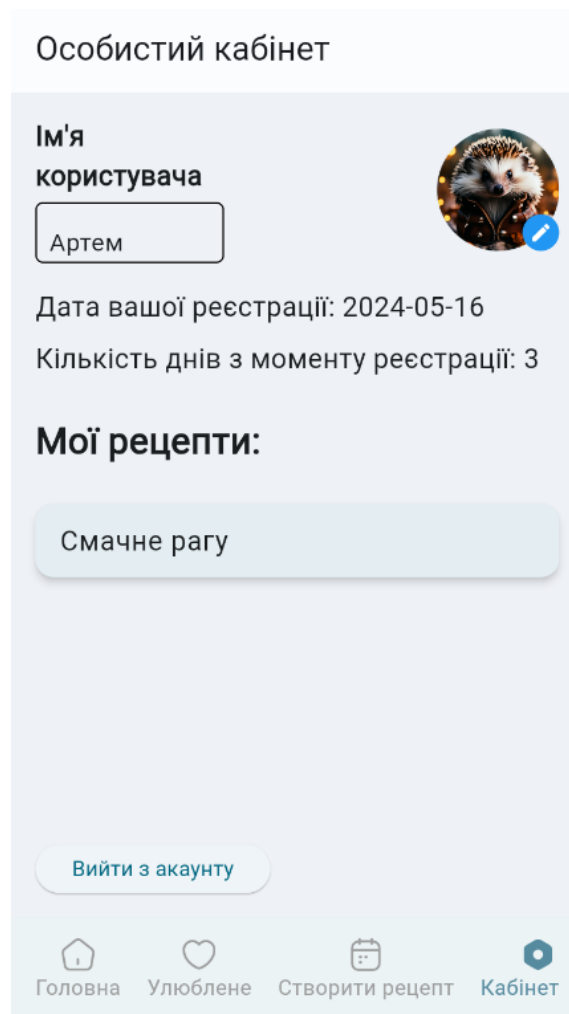 Особистий кабінет
Ім'я
користувача
Артем
Дата вашої реєстрації: 2024-05-16
Кількість днів з моменту реєстрації: 3
Мої рецепти:
Смачне рагу
Вийти з акаунту
Головна
Улюблене
Створити рецепт
Кабінет